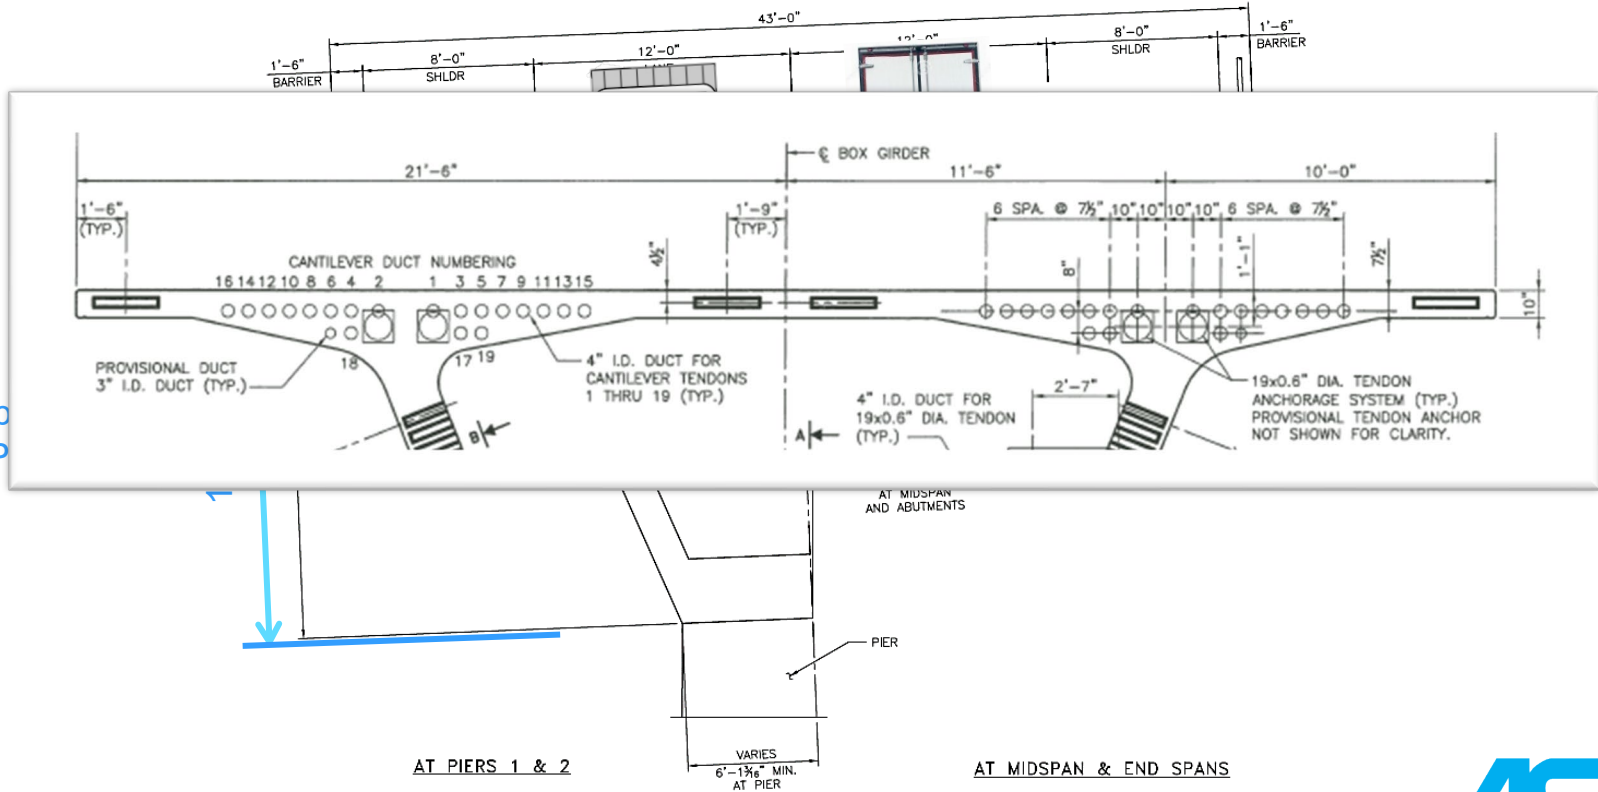 43'-0"
1'-6"
BARRIER
8'-0"
SHLDR
12'-0"
12'-0"
8'-0"
SHLDR
1'-6"
BARRIER
℄ BOX GIRDER
21'-6"
11'-6"
10'-0"
1'-6"
(TYP.)
1'-9"
(TYP.)
6 SPA. @ 7½" 10" 10" 10" 10" 6 SPA. @ 7½"
4½"
8"
1'-1"
7½"
10"
CANTILEVER DUCT NUMBERING
16 14 12 10 8 6 4 2 1 3 5 7 9 11 13 15
18
17 19
PROVISIONAL DUCT
3" I.D. DUCT (TYP.)
4" I.D. DUCT FOR
CANTILEVER TENDONS
1 THRU 19 (TYP.)
B
A
4" I.D. DUCT FOR
19x0.6" DIA. TENDON
(TYP.)
2'-7"
19x0.6" DIA. TENDON
ANCHORAGE SYSTEM (TYP.)
PROVISIONAL TENDON ANCHOR
NOT SHOWN FOR CLARITY.
AT MIDSPAN
AND ABUTMENTS
PIER
VARIES
6'-1³⁄₁₆" MIN.
AT PIER
AT PIERS 1 & 2
AT MIDSPAN & END SPANS